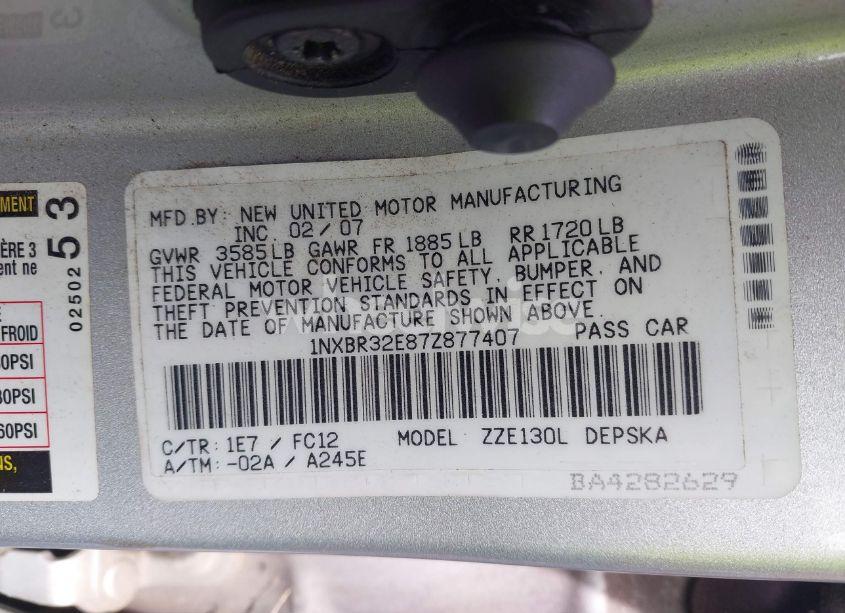 MFD.BY: NEW UNITED MOTOR MANUFACTURING
INC 02/07
GVWR 3585LB GAWR FR 1885LB RR 1720LB
THIS VEHICLE CONFORMS TO ALL APPLICABLE
FEDERAL MOTOR VEHICLE SAFETY, BUMPER, AND
THEFT PREVENTION STANDARDS IN EFFECT ON
THE DATE OF MANUFACTURE SHOWN ABOVE.
1NXBR32E87Z877407 PASS CAR
C/TR: 1E7 / FC12 MODEL: ZZE130L DEPSKA
A/TM: -02A / A245E
BA4282629
02502 53
EMENT
ÈRE 3
ent ne
FROID
0PSI
30PSI
60PSI
NS,